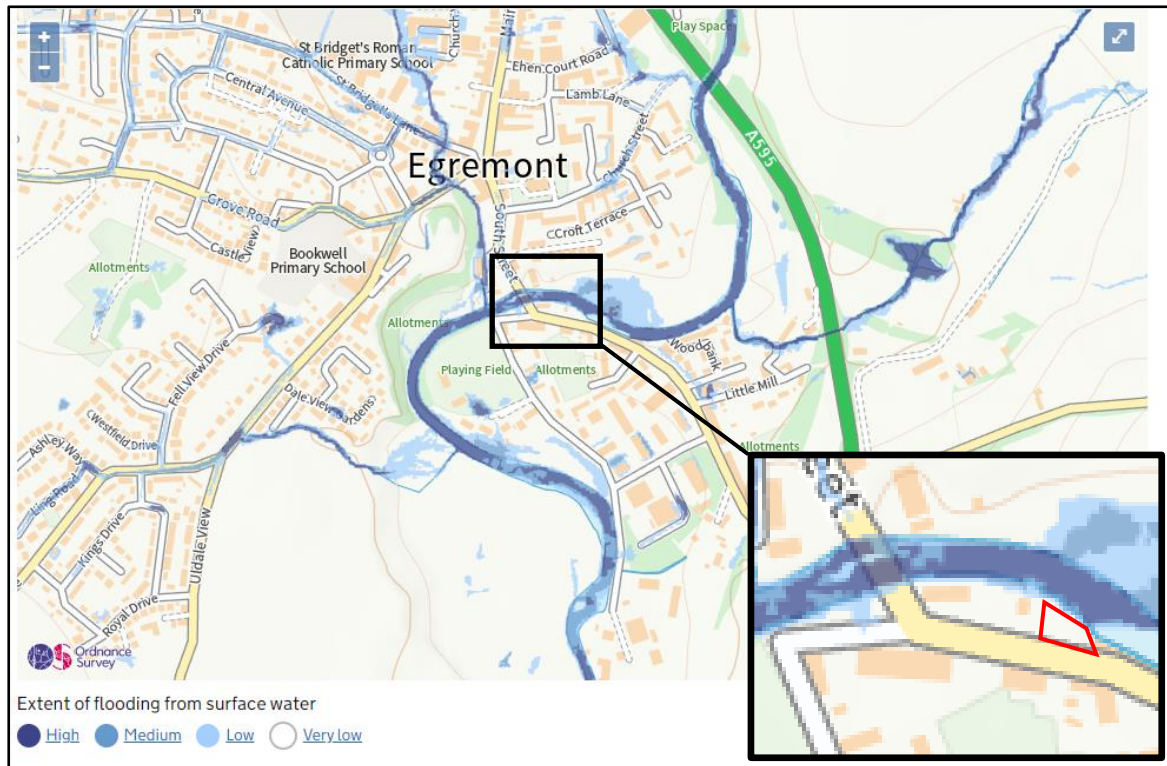 +
−
St Bridget's Roman
Catholic Primary School
Church
Main
Play Space
Ehen Court Road
Lamb Lane
Central Avenue
St Bridget's Lane
Church Street
A595
Egremont
Grove Road
South Street
Croft Terrace
Castle View
Bookwell
Primary School
Allotments
Allotments
Fell View Drive
Playing Field
Allotments
Woodbank
Little Mill
Dale View Gardens
Westfield Drive
Ashley Way
Ling Road
Allotments
Kings Drive
Uldale View
Royal Drive
Ordnance
Survey
Extent of flooding from surface water
High
Medium
Low
Very low